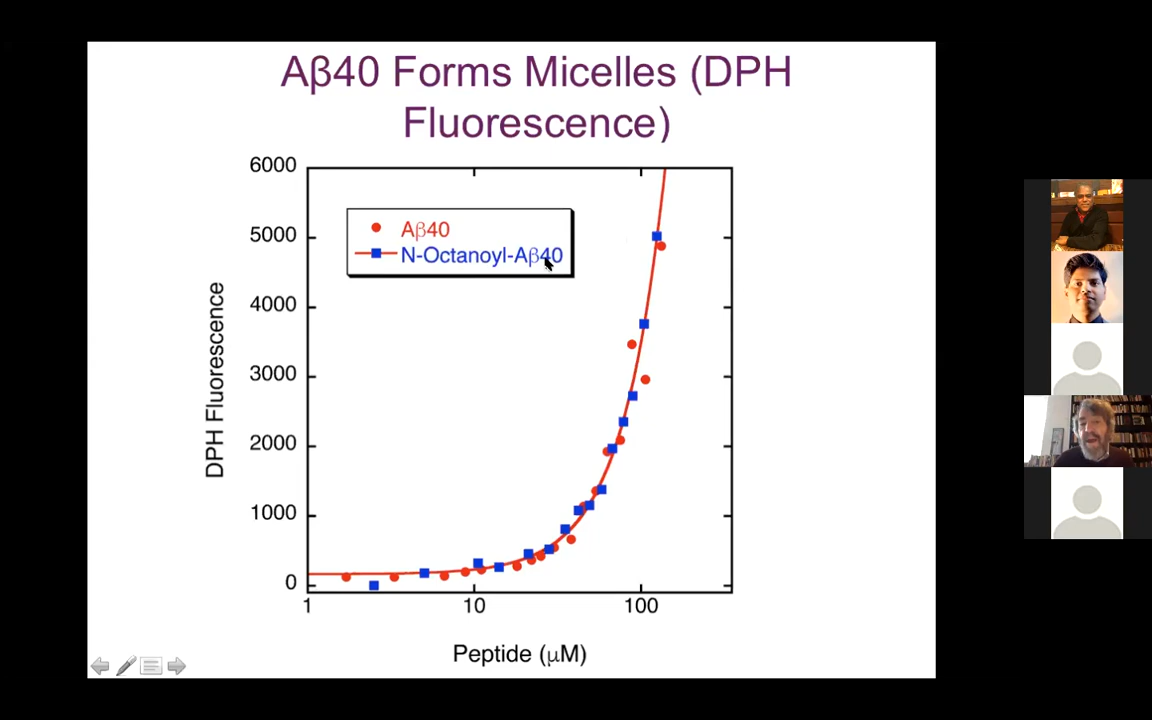 Aβ40 Forms Micelles (DPH
Fluorescence)
6000
5000
4000
3000
2000
1000
0
DPH Fluorescence
Aβ40
N-Octanoyl-Aβ40
1
10
100
Peptide (μM)